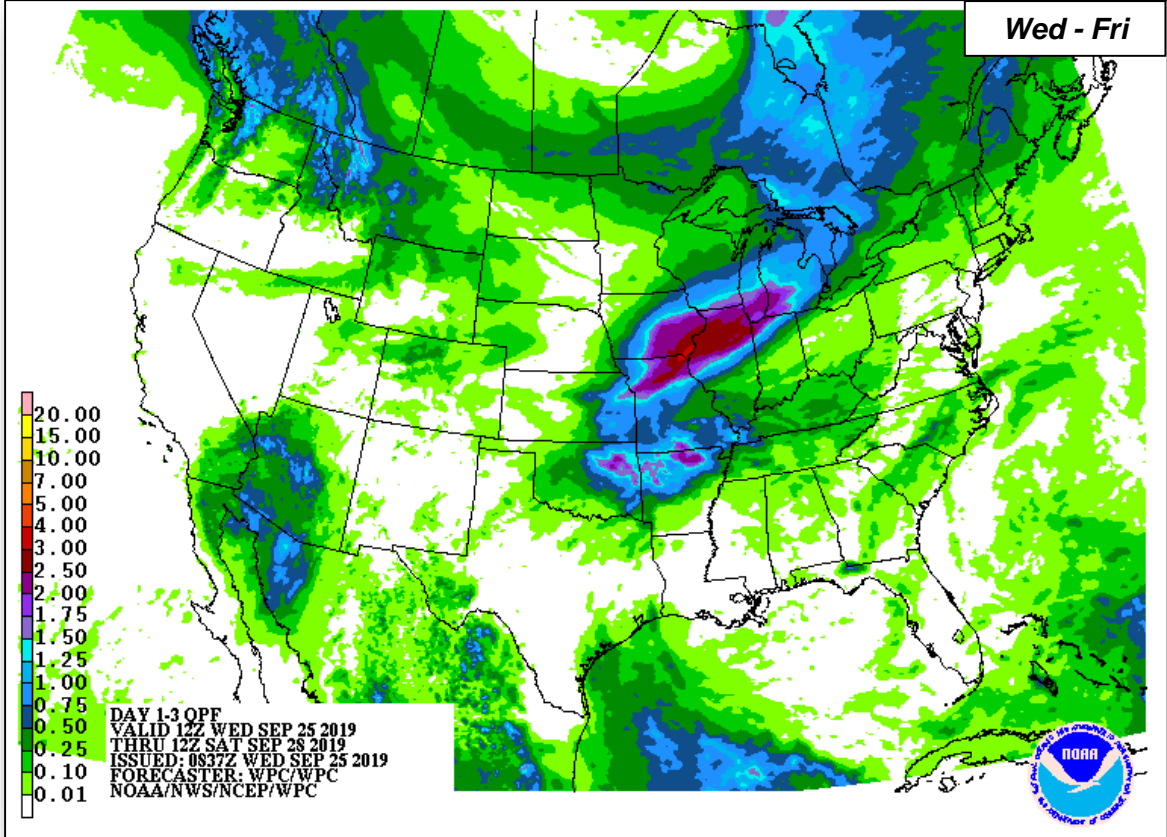 Wed - Fri
20.00
15.00
10.00
7.00
5.00
4.00
3.00
2.50
2.00
1.75
1.50
1.25
1.00
0.75
0.50
0.25
0.10
0.01
DAY 1-3 QPF
VALID 12Z WED SEP 25 2019
THRU 12Z SAT SEP 28 2019
ISSUED: 0837Z WED SEP 25 2019
FORECASTER: WPC/WPC
NOAA/NWS/NCEP/WPC
NOAA